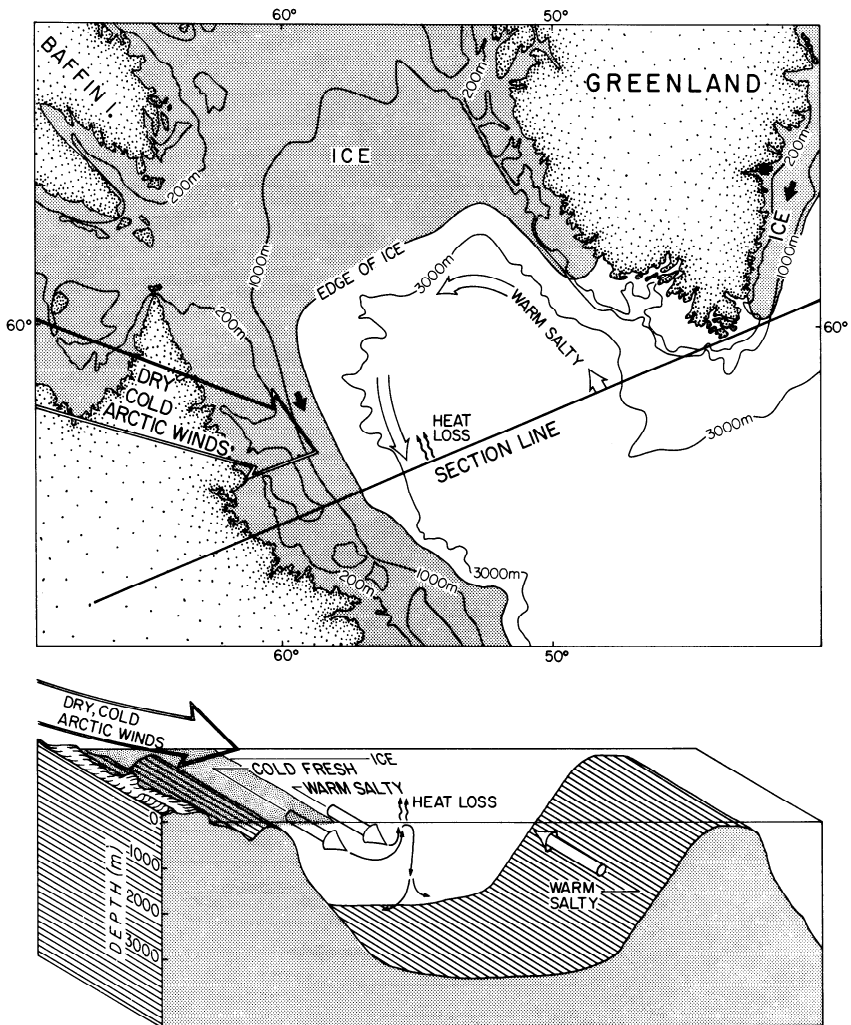 60°
50°
BAFFIN I.
GREENLAND
200m
200m
ICE
200m
200m
ICE
1000m
1000m
EDGE OF ICE
3000m
WARM SALTY
60°
60°
200m
DRY
COLD
ARCTIC WINDS
HEAT
LOSS
SECTION LINE
3000m
3000m
200m
1000m
60°
50°
DRY, COLD
ARCTIC WINDS
ICE
COLD FRESH
WARM SALTY
HEAT LOSS
0
1000
2000
3000
DEPTH (m)
WARM
SALTY